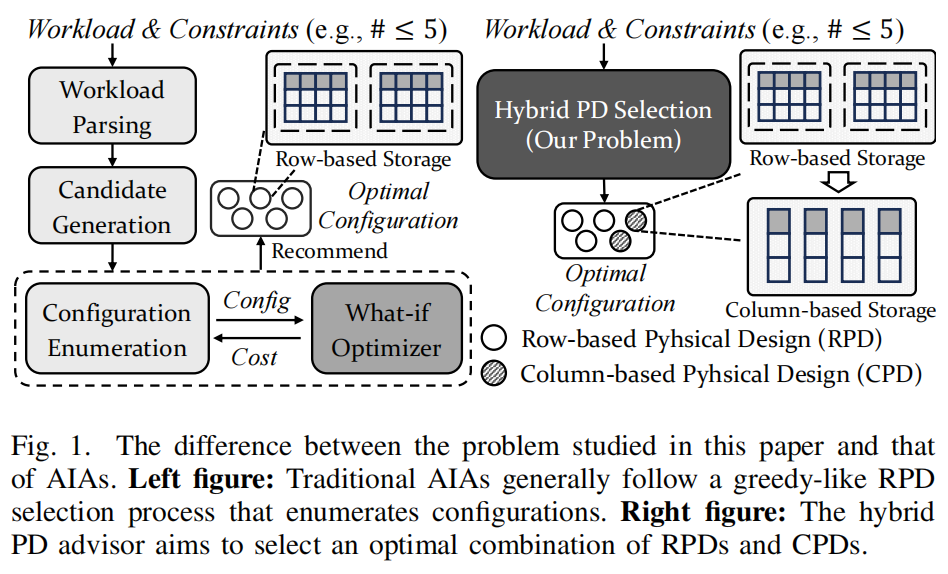 Workload & Constraints (e.g., # ≤ 5)
Workload
Parsing
Candidate
Generation
Row-based Storage
Optimal
Configuration
Recommend
Configuration
Enumeration
Config
Cost
What-if
Optimizer
Workload & Constraints (e.g., # ≤ 5)
Hybrid PD Selection
(Our Problem)
Row-based Storage
Optimal
Configuration
Column-based Storage
Row-based Pyhsical Design (RPD)
Column-based Pyhsical Design (CPD)
Fig. 1. The difference between the problem studied in this paper and that
of AIAs. Left figure: Traditional AIAs generally follow a greedy-like RPD
selection process that enumerates configurations. Right figure: The hybrid
PD advisor aims to select an optimal combination of RPDs and CPDs.